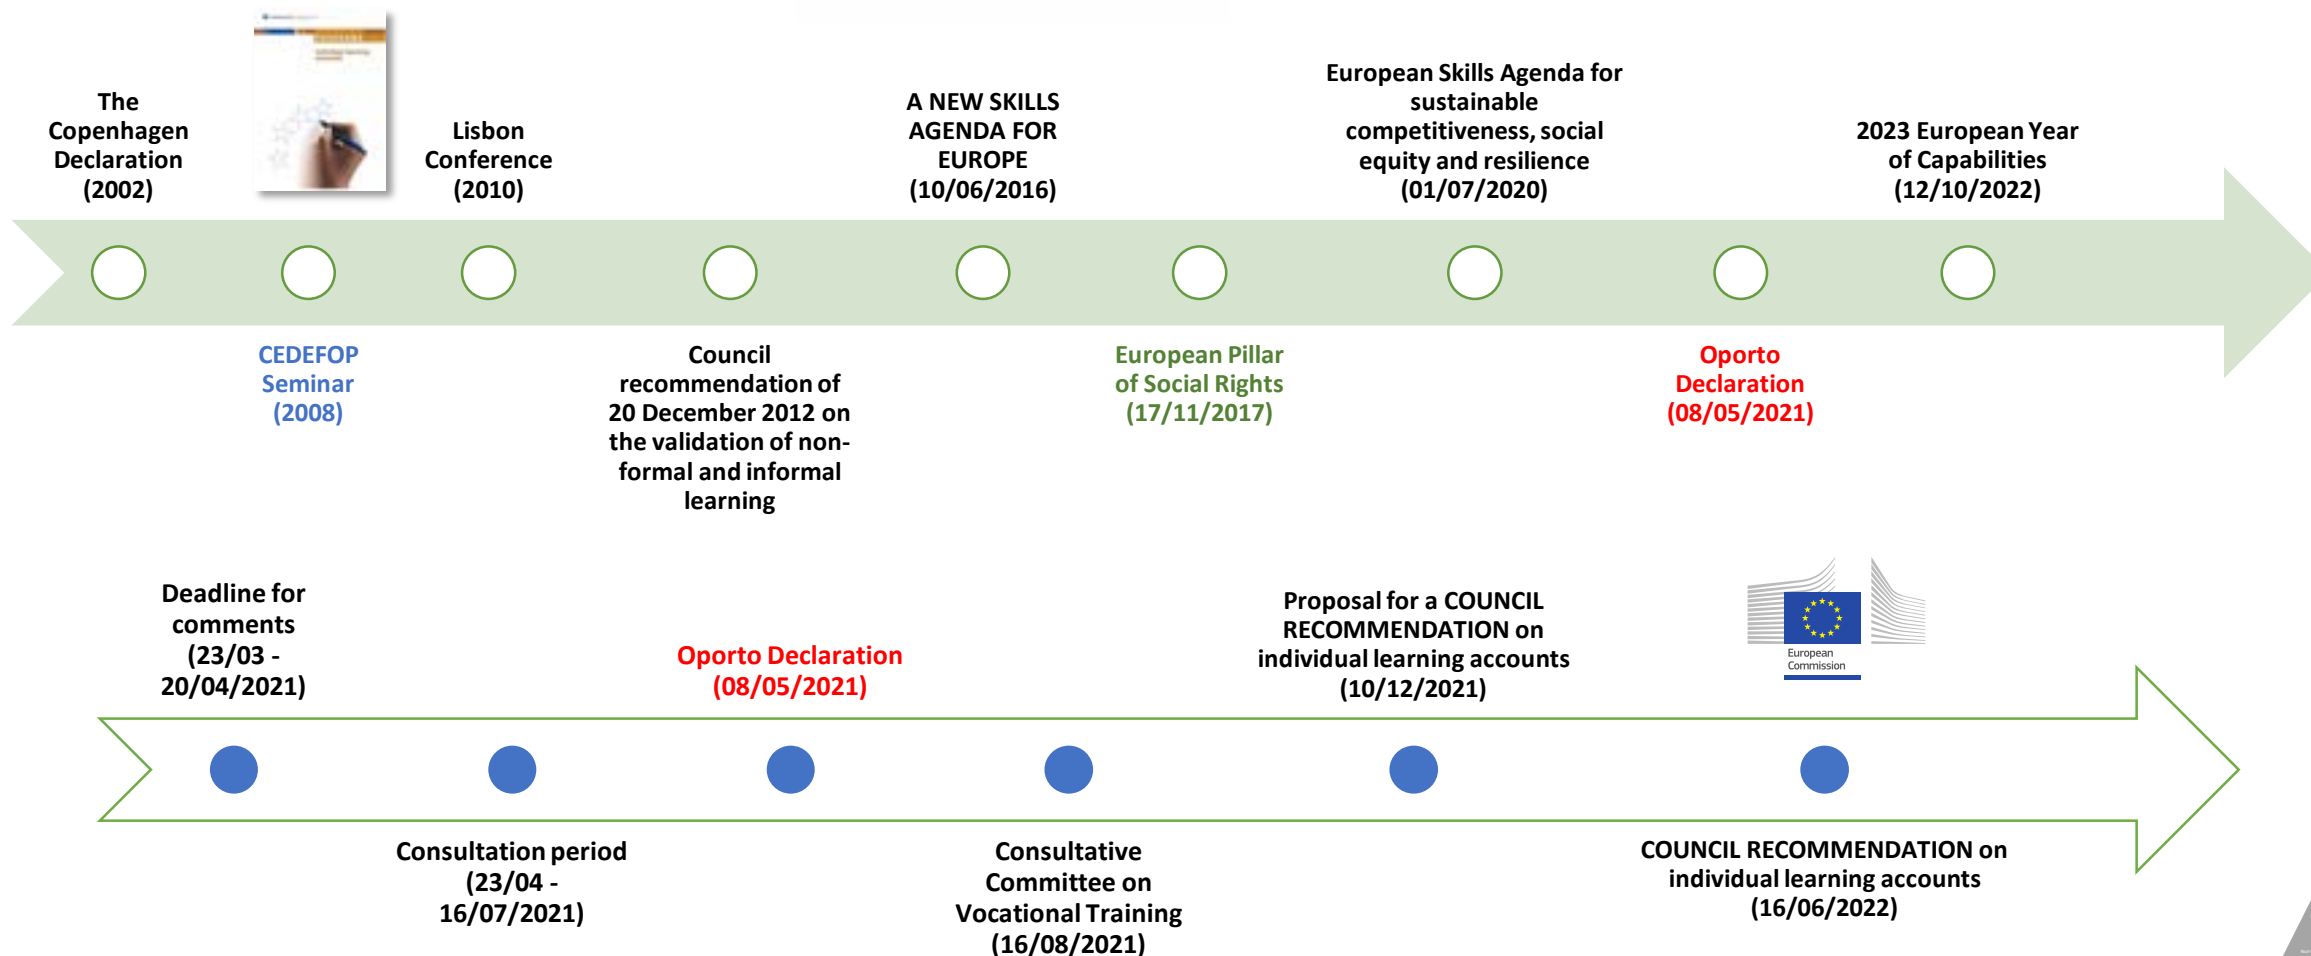 The
Copenhagen
Declaration
(2002)
Lisbon
Conference
(2010)
A NEW SKILLS
AGENDA FOR
EUROPE
(10/06/2016)
European Skills Agenda for
sustainable
competitiveness, social
equity and resilience
(01/07/2020)
2023 European Year
of Capabilities
(12/10/2022)
CEDEFOP
Seminar
(2008)
Council
recommendation of
20 December 2012 on
the validation of non-
formal and informal
learning
European Pillar
of Social Rights
(17/11/2017)
Oporto
Declaration
(08/05/2021)
Deadline for
comments
(23/03 -
20/04/2021)
Oporto Declaration
(08/05/2021)
Proposal for a COUNCIL
RECOMMENDATION on
individual learning accounts
(10/12/2021)
European
Commission
Consultation period
(23/04 -
16/07/2021)
Consultative
Committee on
Vocational Training
(16/08/2021)
COUNCIL RECOMMENDATION on
individual learning accounts
(16/06/2022)